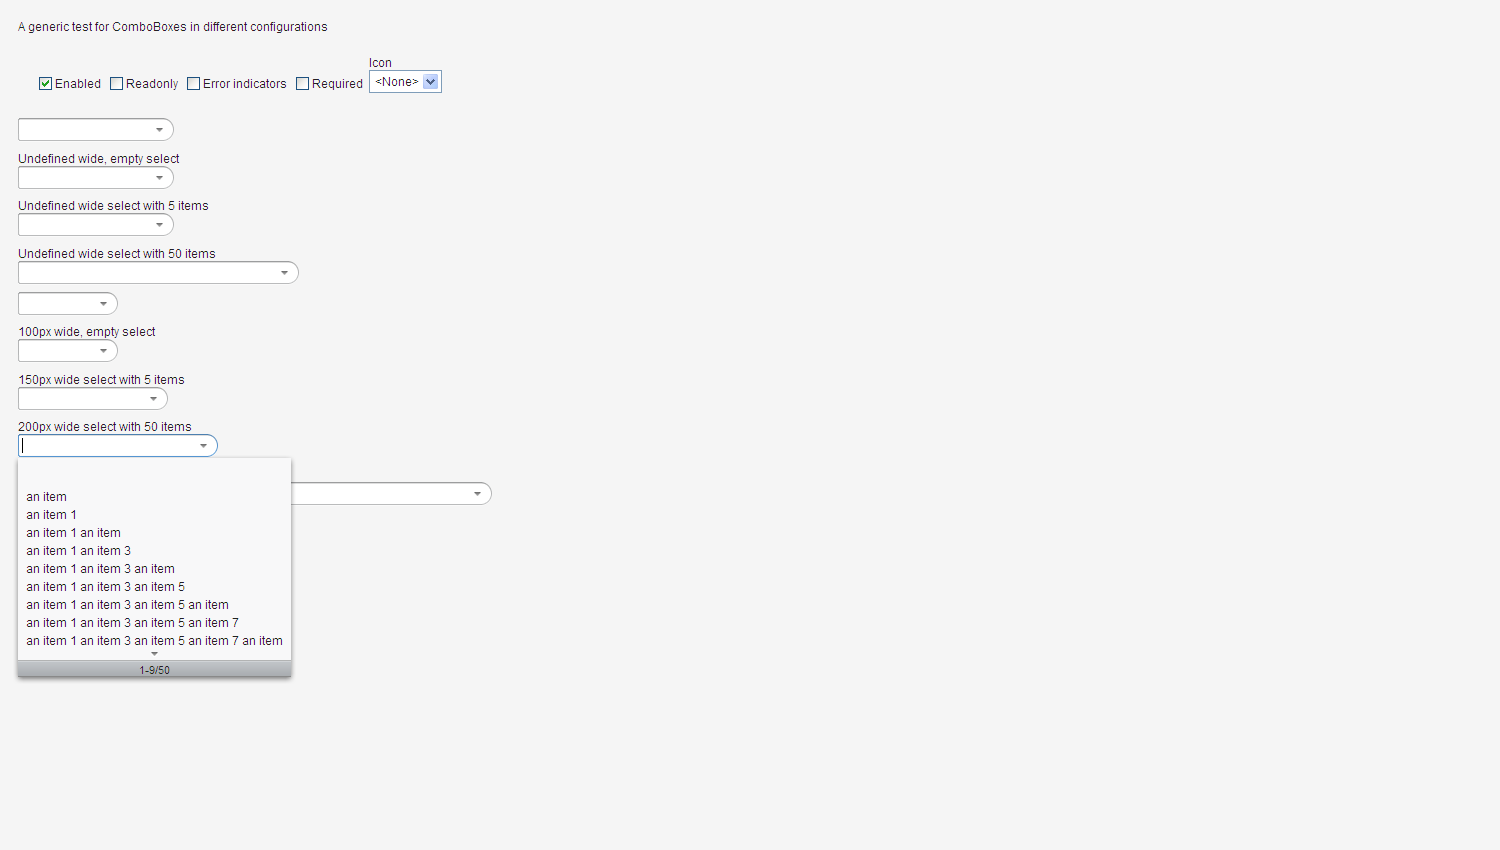 A generic test for ComboBoxes in different configurations
Icon
Enabled Readonly Error indicators Required <None>
Undefined wide, empty select
Undefined wide select with 5 items
Undefined wide select with 50 items
100px wide, empty select
150px wide select with 5 items
200px wide select with 50 items
an item
an item 1
an item 1 an item
an item 1 an item 3
an item 1 an item 3 an item
an item 1 an item 3 an item 5
an item 1 an item 3 an item 5 an item
an item 1 an item 3 an item 5 an item 7
an item 1 an item 3 an item 5 an item 7 an item
1-9/50